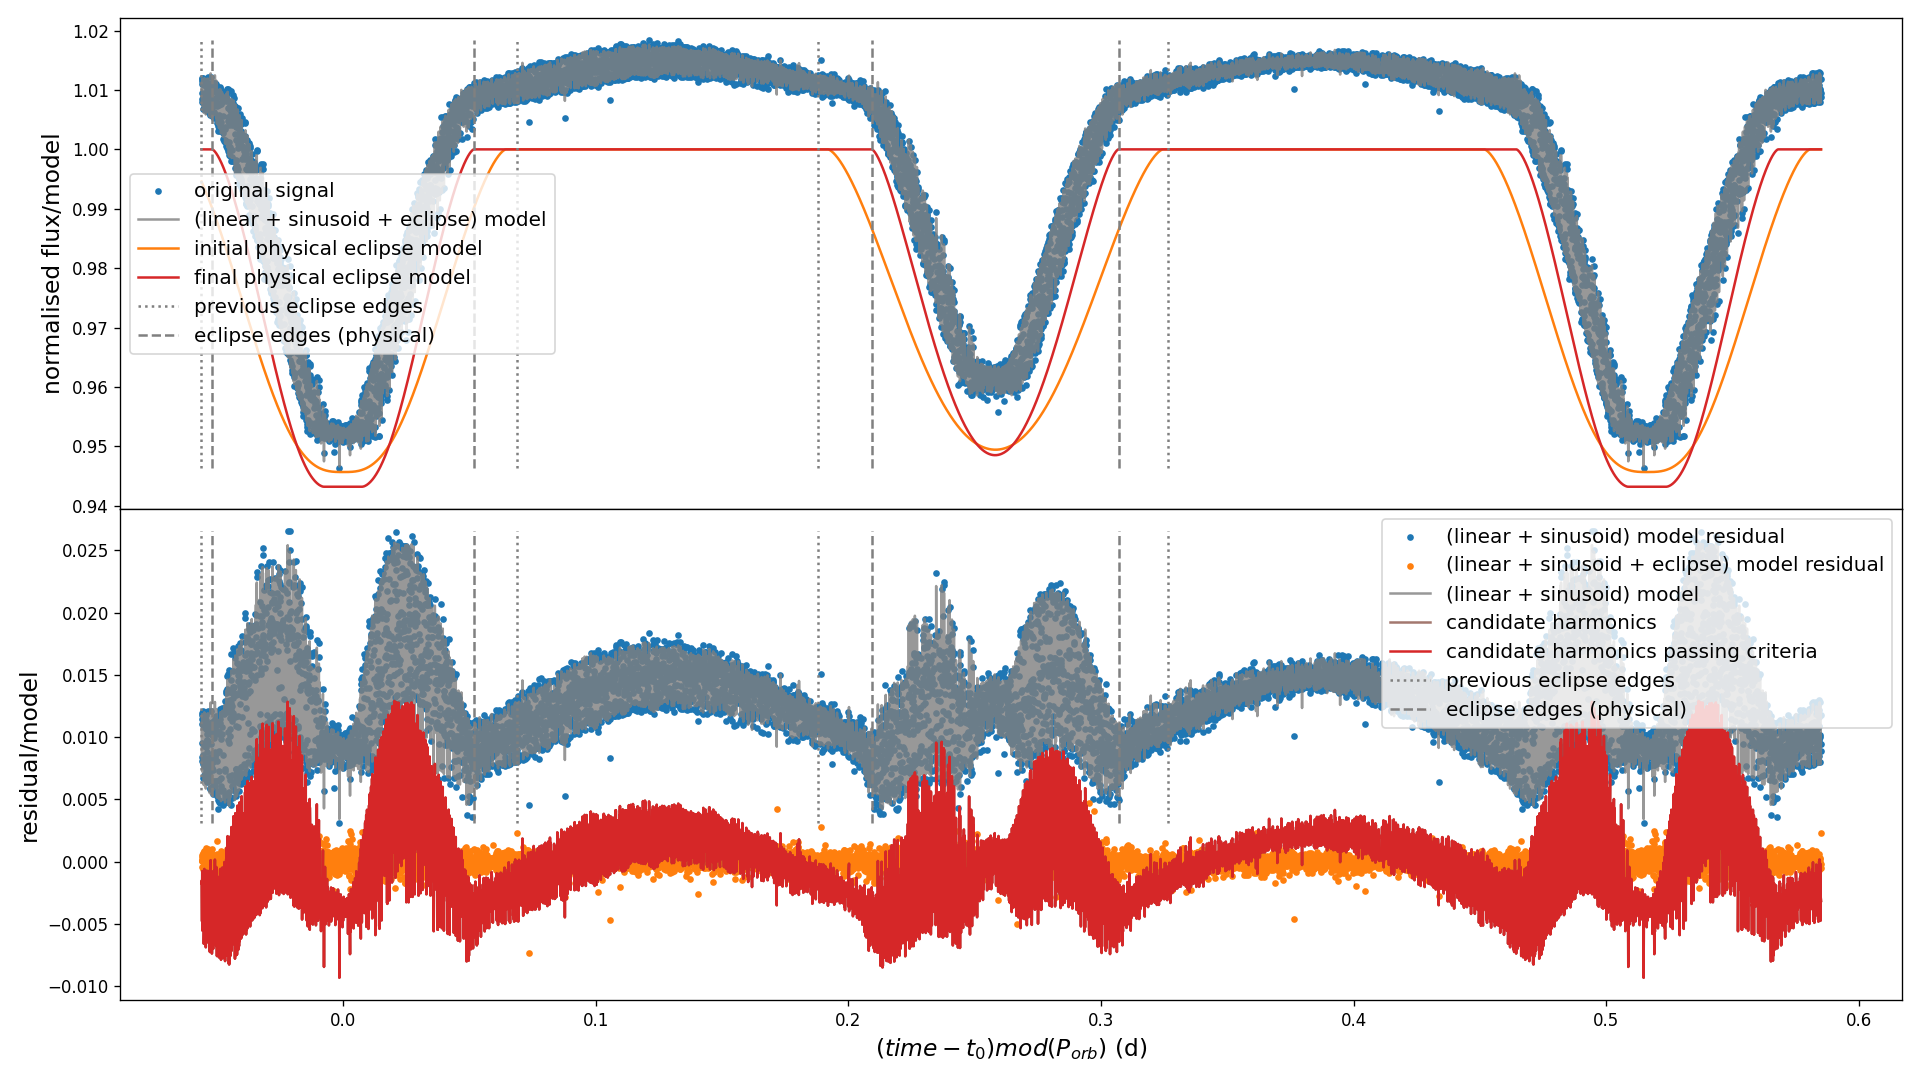 1.02
1.01
1.00
0.99
0.98
0.97
0.96
0.95
0.94
normalised flux/model
original signal
(linear + sinusoid + eclipse) model
initial physical eclipse model
final physical eclipse model
previous eclipse edges
eclipse edges (physical)
0.025
0.020
0.015
0.010
0.005
0.000
−0.005
−0.010
residual/model
(linear + sinusoid) model residual
(linear + sinusoid + eclipse) model residual
(linear + sinusoid) model
candidate harmonics
candidate harmonics passing criteria
previous eclipse edges
eclipse edges (physical)
0.0 0.1 0.2 0.3 0.4 0.5 0.6
(time − t₀)mod(P_orb) (d)